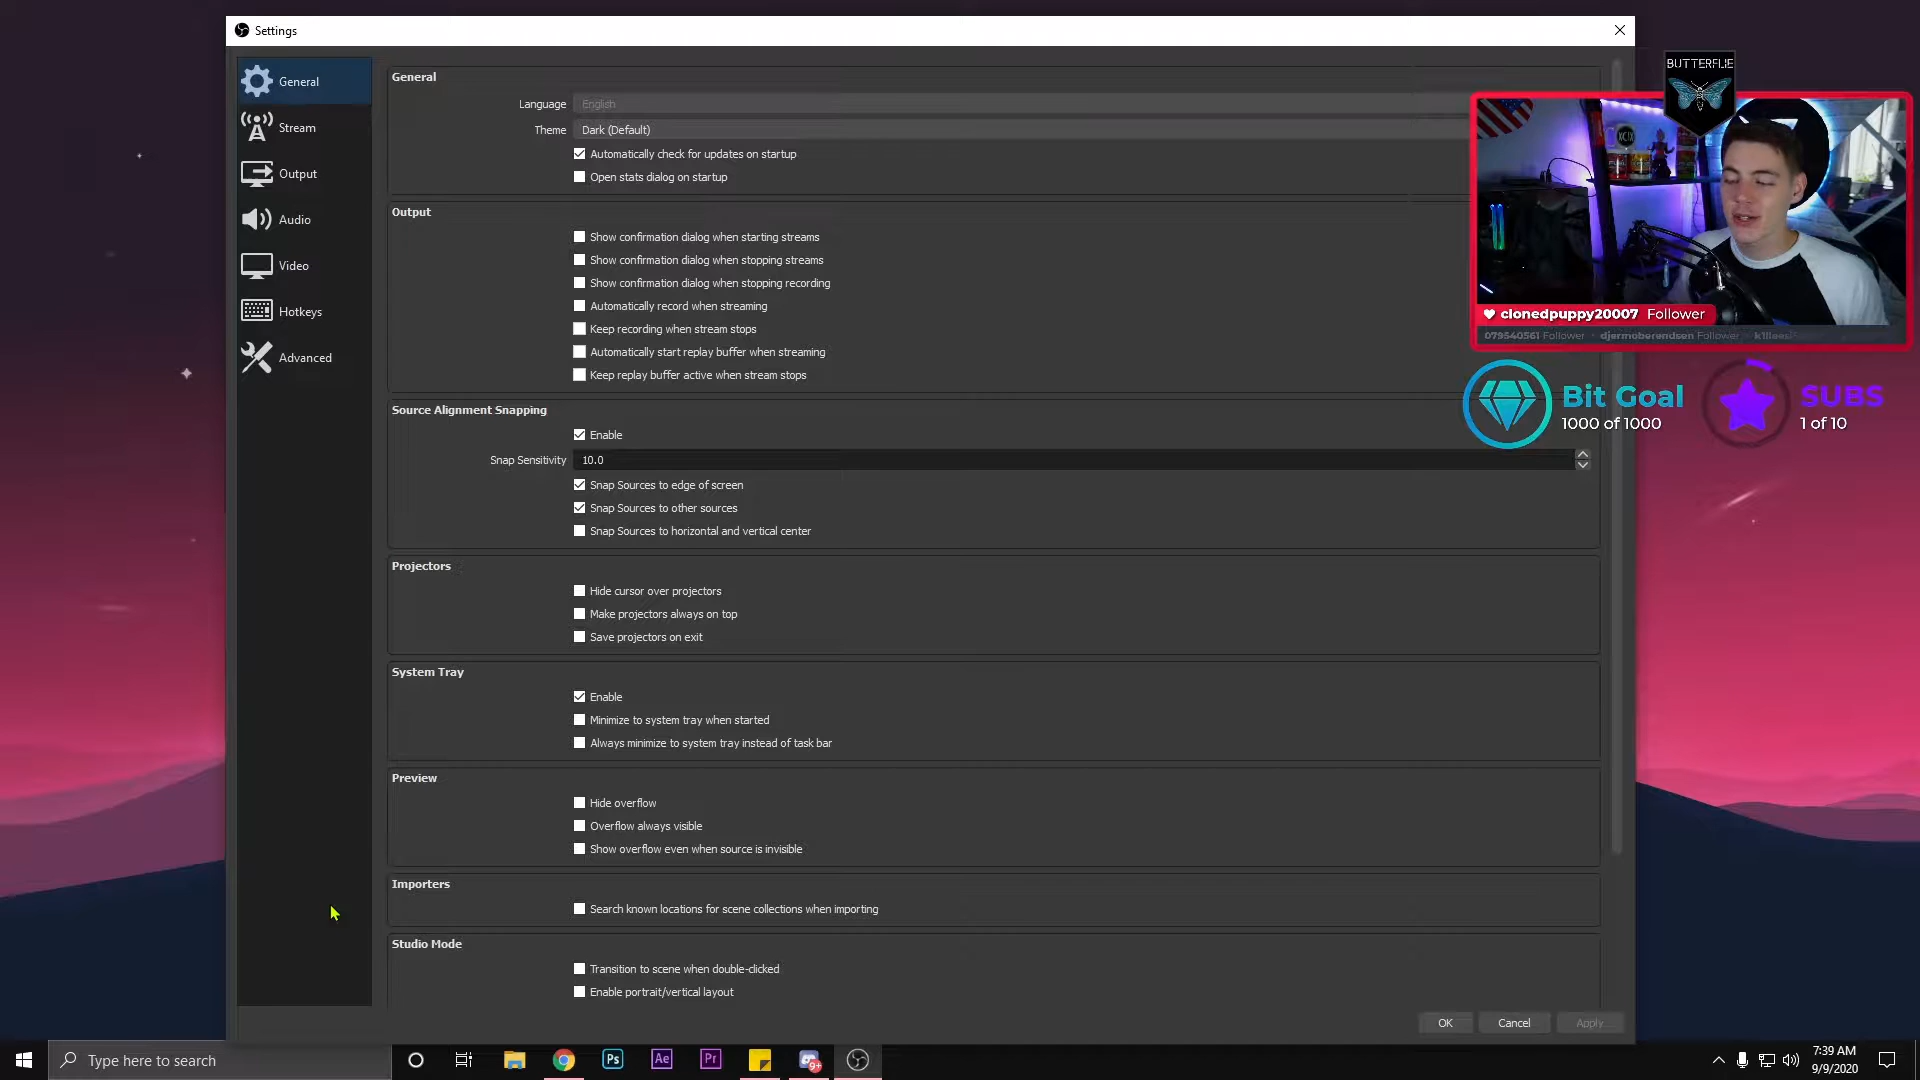 Settings
General
Stream
Output
Audio
Video
Hotkeys
Advanced
General
Language English
Theme Dark (Default)
Automatically check for updates on startup
Open stats dialog on startup
Output
Show confirmation dialog when starting streams
Show confirmation dialog when stopping streams
Show confirmation dialog when stopping recording
Automatically record when streaming
Keep recording when stream stops
Automatically start replay buffer when streaming
Keep replay buffer active when stream stops
Source Alignment Snapping
Enable
Snap Sensitivity 10.0
Snap Sources to edge of screen
Snap Sources to other sources
Snap Sources to horizontal and vertical center
Projectors
Hide cursor over projectors
Make projectors always on top
Save projectors on exit
System Tray
Enable
Minimize to system tray when started
Always minimize to system tray instead of task bar
Preview
Hide overflow
Overflow always visible
Show overflow even when source is invisible
Importers
Search known locations for scene collections when importing
Studio Mode
Transition to scene when double-clicked
Enable portrait/vertical layout
OK Cancel Apply
BUTTERFLIE
clonedpuppy20007 Follower
079540561 Follower · djermoberendsen Follower ·
Bit Goal
1000 of 1000
SUBS
1 of 10
Type here to search
Ps
Ae
Pr
9+
7:39 AM
9/9/2020